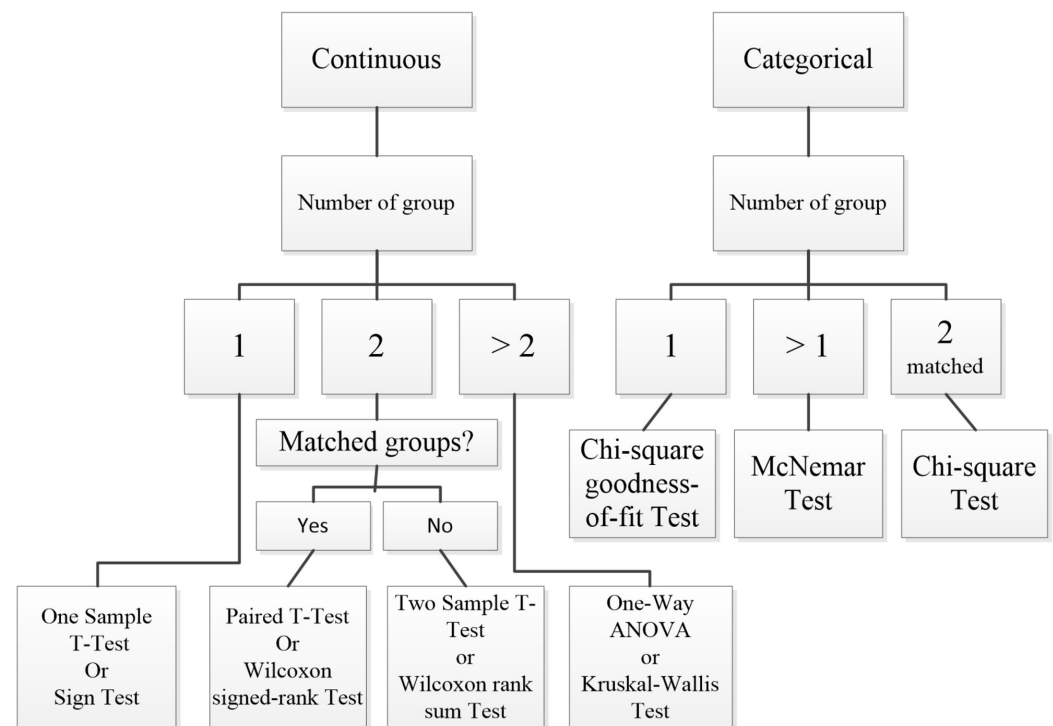 Continuous
Categorical
Number of group
Number of group
1
2
> 2
1
> 1
2
matched
Matched groups?
Yes
No
Chi-square
goodness-
of-fit Test
McNemar
Test
Chi-square
Test
One Sample
T-Test
Or
Sign Test
Paired T-Test
Or
Wilcoxon
signed-rank Test
Two Sample T-
Test
or
Wilcoxon rank
sum Test
One-Way
ANOVA
or
Kruskal-Wallis
Test